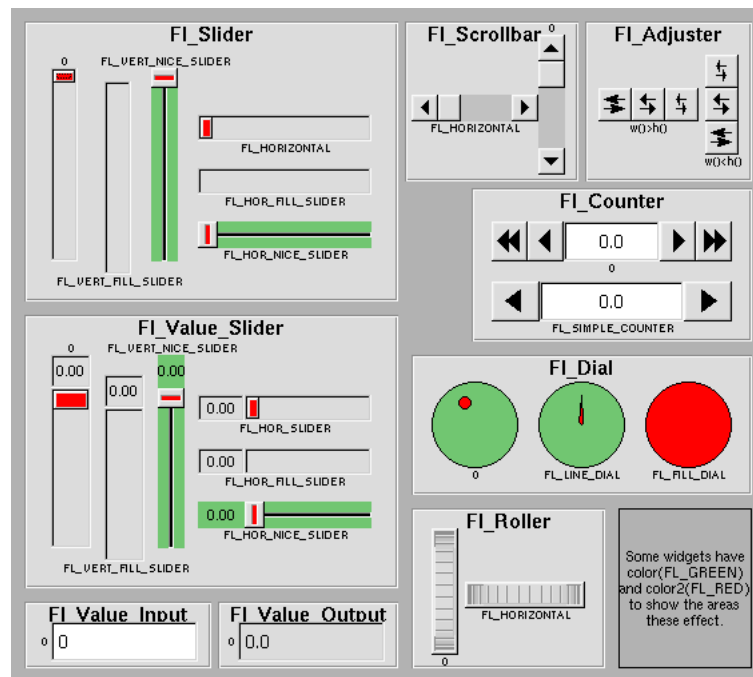 Fl_Slider
0
FL_VERT_NICE_SLIDER
FL_HORIZONTAL
FL_HOR_FILL_SLIDER
FL_HOR_NICE_SLIDER
FL_VERT_FILL_SLIDER
Fl_Scrollbar
0
FL_HORIZONTAL
Fl_Adjuster
w()>h()
w()<h()
Fl_Counter
0.0
0
0.0
FL_SIMPLE_COUNTER
Fl_Value_Slider
0
FL_VERT_NICE_SLIDER
0.00
0.00
0.00
0.00
FL_HOR_SLIDER
0.00
FL_HOR_FILL_SLIDER
0.00
FL_HOR_NICE_SLIDER
FL_VERT_FILL_SLIDER
Fl_Dial
0
FL_LINE_DIAL
FL_FILL_DIAL
Fl_Value_Input
0 0
Fl_Value_Output
0 0.0
Fl_Roller
FL_HORIZONTAL
0
Some widgets have
color(FL_GREEN)
and color2(FL_RED)
to show the areas
these effect.